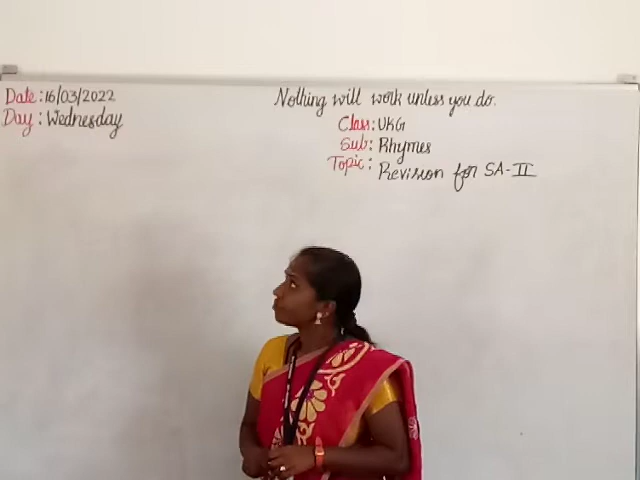 Date : 16/03/2022
Day : Wednesday
Nothing will work unless you do.
Class : UKG
Sub : Rhymes
Topic : Revision for SA-II